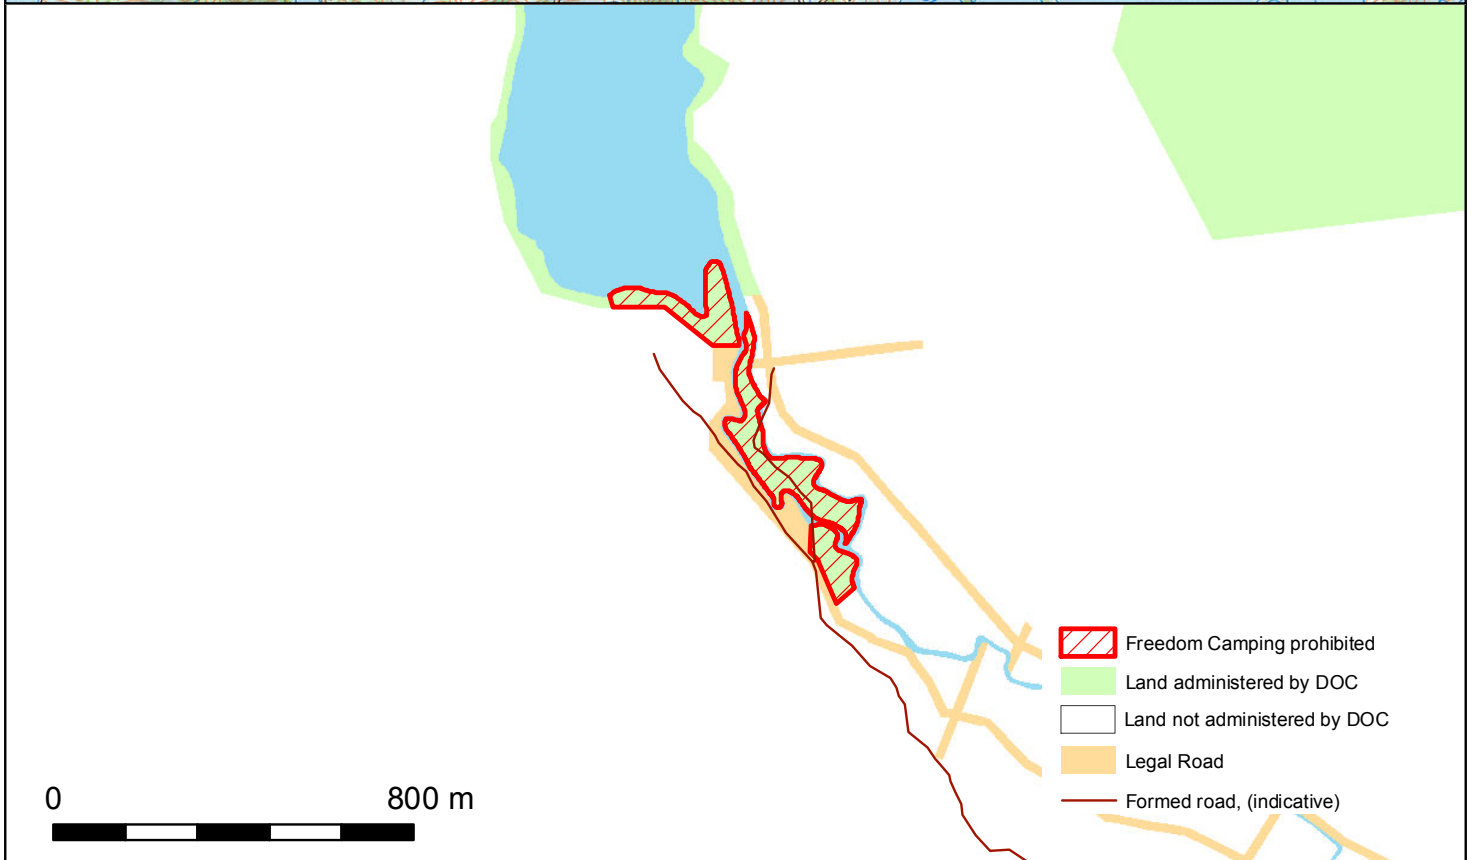 Freedom Camping prohibited
Land administered by DOC
Land not administered by DOC
Legal Road
Formed road, (indicative)
0 800 m